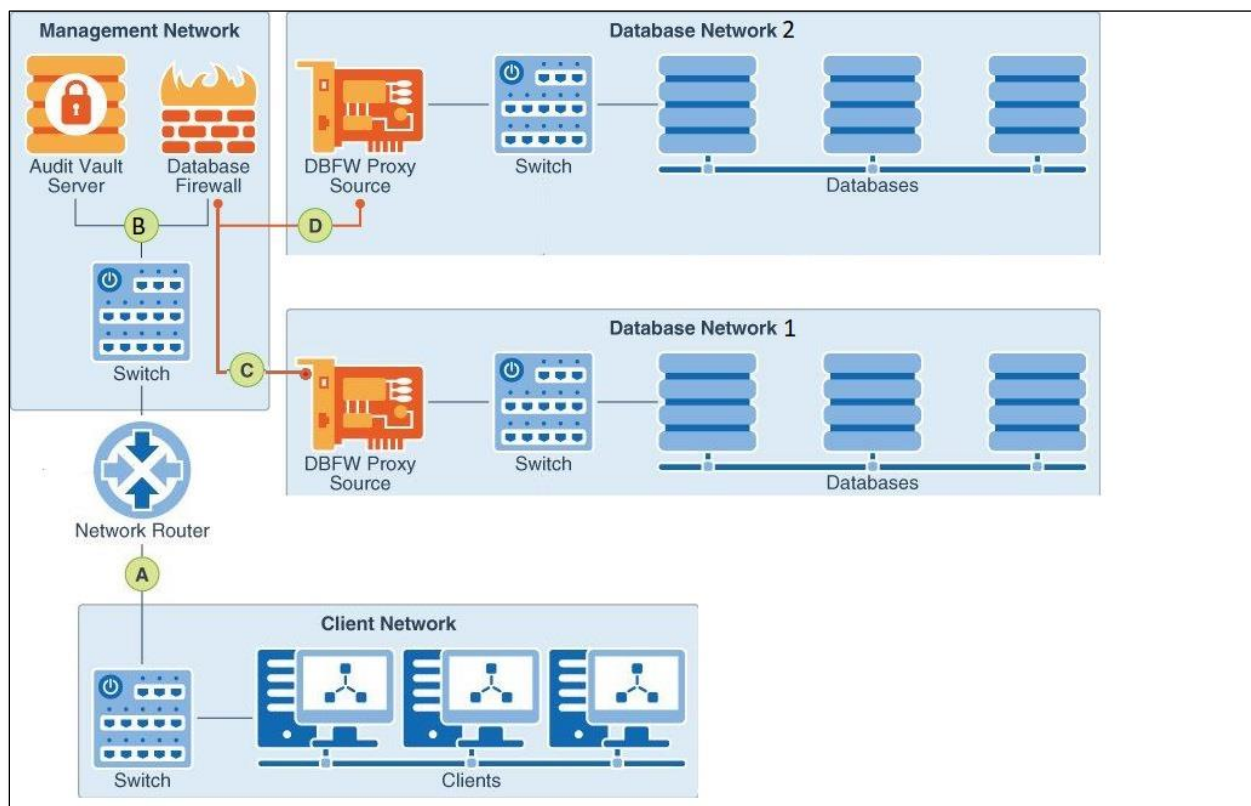 Management Network
Audit Vault
Server
Database
Firewall
B
Switch
Database Network 2
DBFW Proxy
Source
Switch
Databases
D
Database Network 1
DBFW Proxy
Source
Switch
Databases
C
Network Router
A
Client Network
Switch
Clients